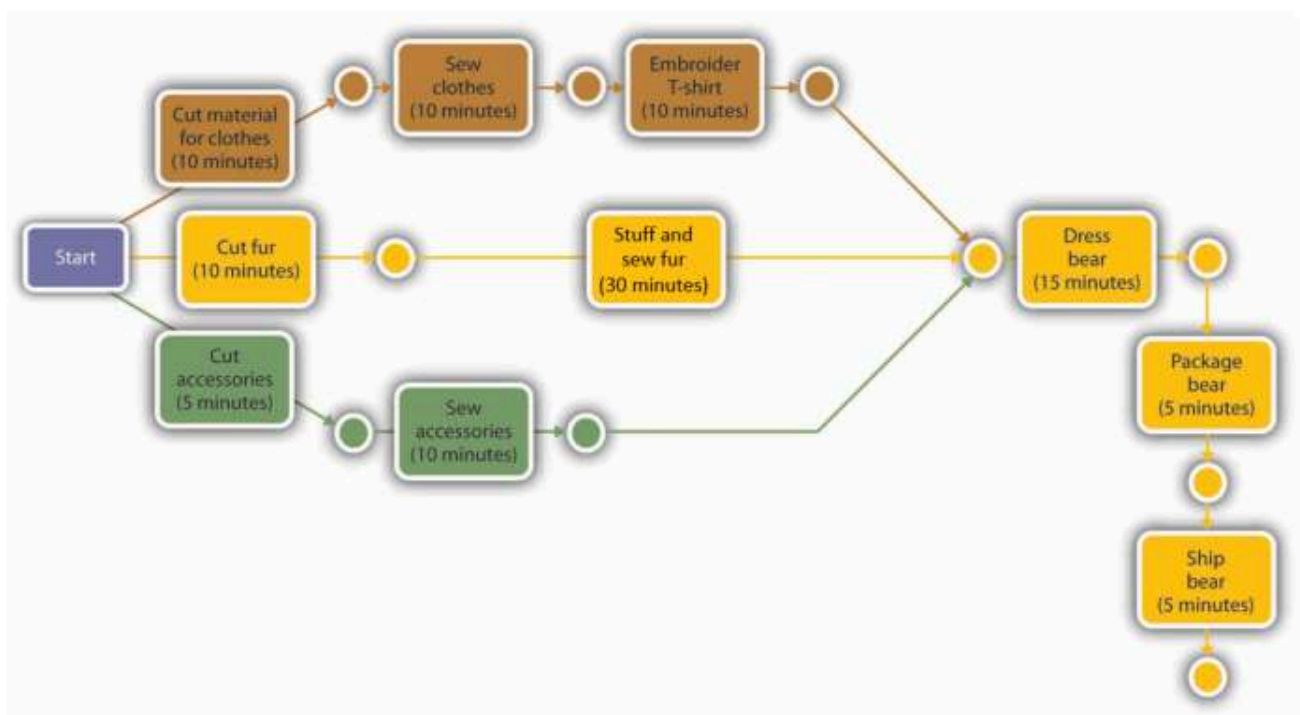 Sew
clothes
(10 minutes)
Embroider
T-shirt
(10 minutes)
Cut material
for clothes
(10 minutes)
Start
Cut fur
(10 minutes)
Stuff and
sew fur
(30 minutes)
Dress
bear
(15 minutes)
Cut
accessories
(5 minutes)
Sew
accessories
(10 minutes)
Package
bear
(5 minutes)
Ship
bear
(5 minutes)